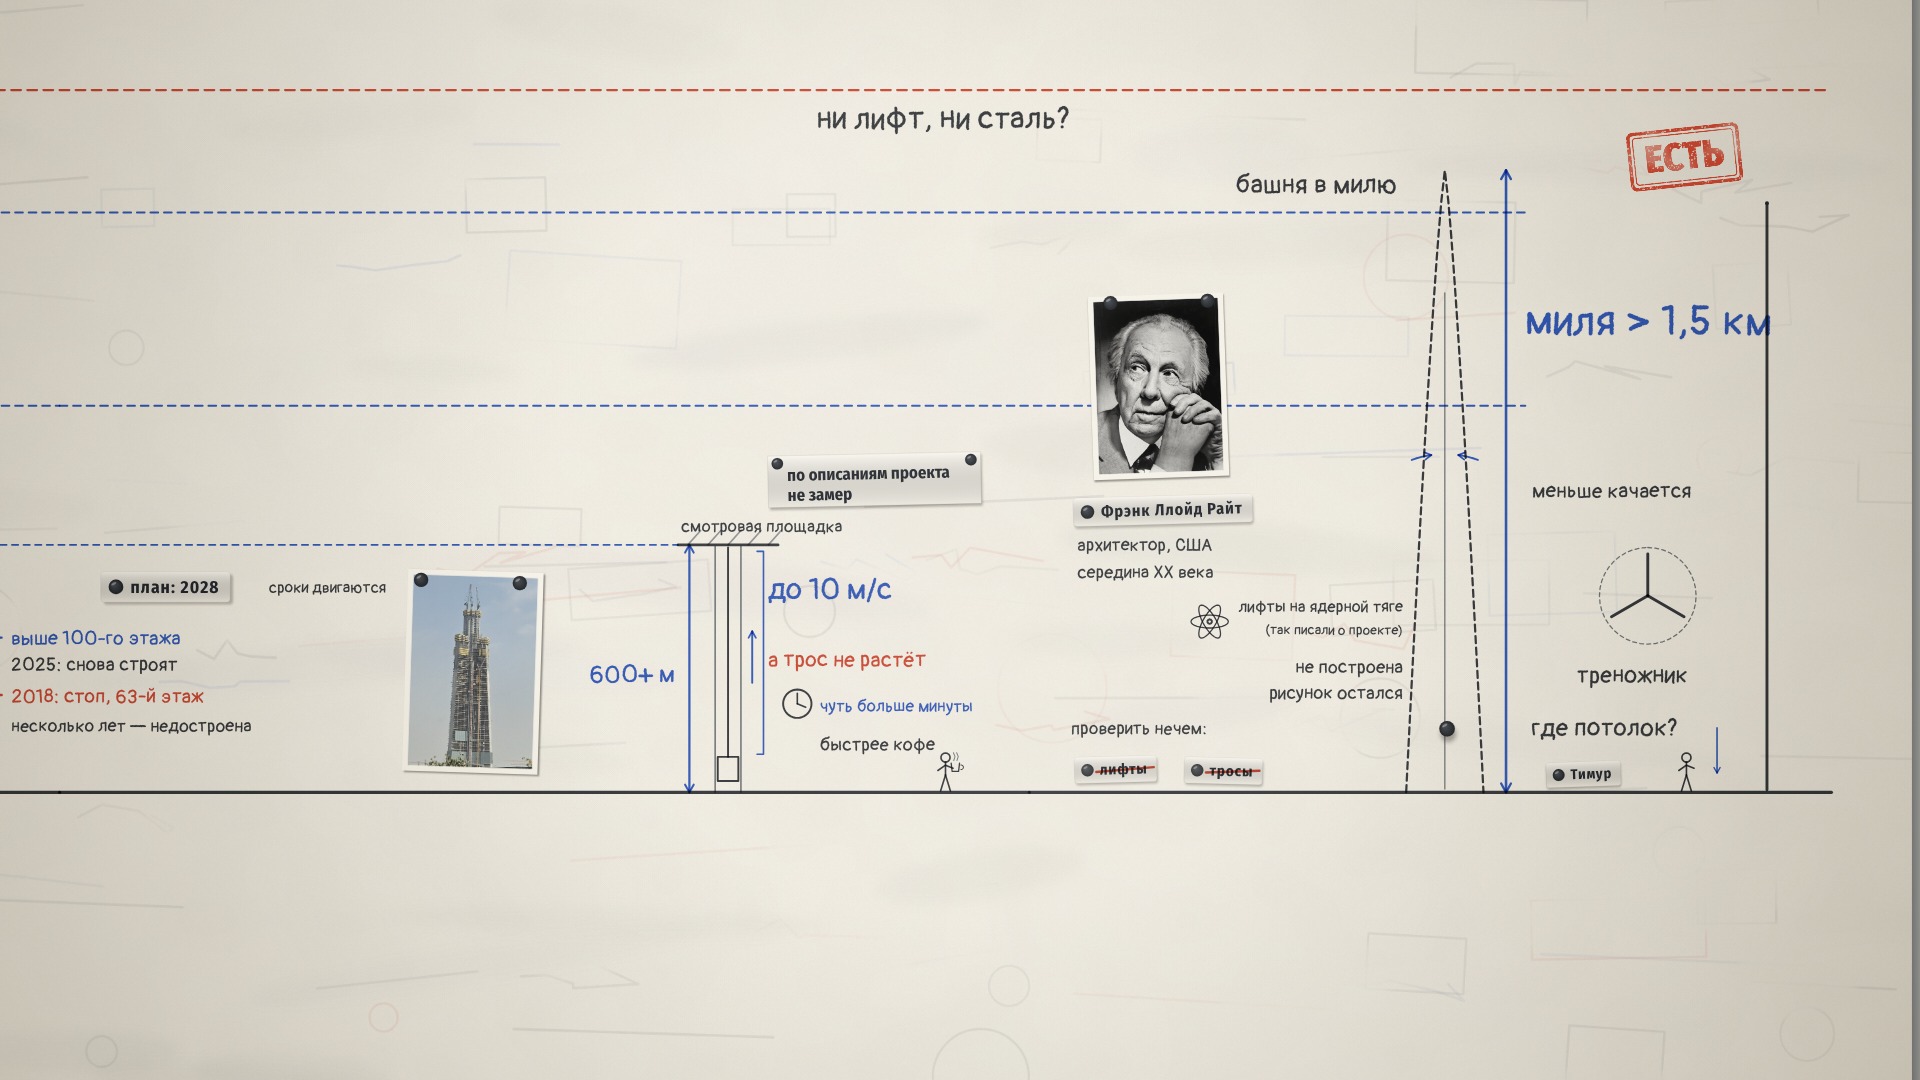 ни лифт, ни сталь?
ЕСТЬ
башня в милю
миля > 1,5 км
по описаниям проекта
не замер
смотровая площадка
план: 2028
сроки двигаются
выше 100-го этажа
2025: снова строят
2018: стоп, 63-й этаж
несколько лет — недостроена
600+ м
до 10 м/с
а трос не растёт
чуть больше минуты
быстрее кофе
Фрэнк Ллойд Райт
архитектор, США
середина XX века
лифты на ядерной тяге
(так писали о проекте)
не построена
рисунок остался
проверить нечем:
лифты
тросы
меньше качается
треножник
где потолок?
Тимур